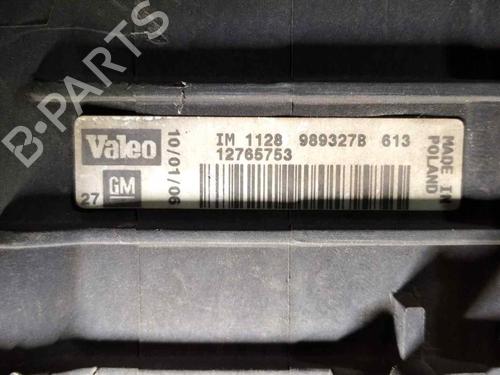 B-PARTS
Valeo
GM
27
10/01/06
IM 1128 989327B 613
12765753
MADE IN
POLAND